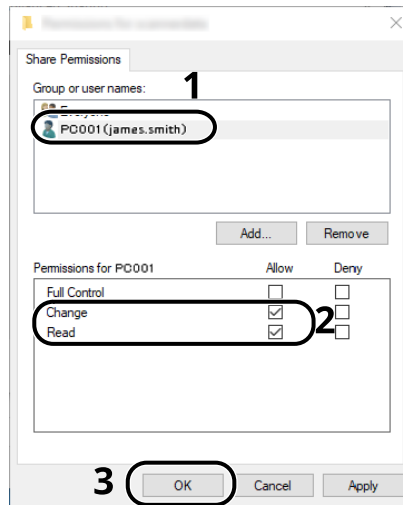 Share Permissions
Group or user names:
1
Everyone
PC001(james.smith)
Add... Remove
Permissions for PC001 Allow Deny
Full Control
Change
2
Read
3
OK Cancel Apply